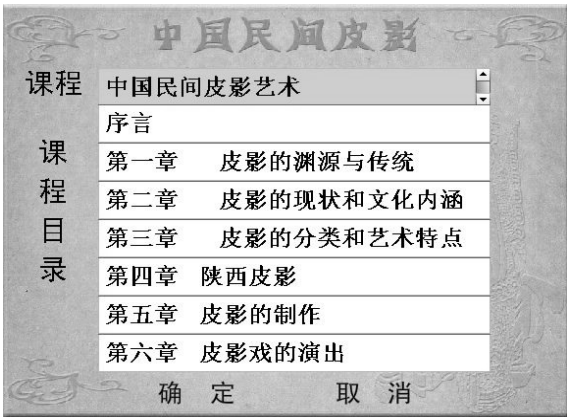 中国民间皮影
课程 中国民间皮影艺术
课程目录
序言
第一章 皮影的渊源与传统
第二章 皮影的现状和文化内涵
第三章 皮影的分类和艺术特点
第四章 陕西皮影
第五章 皮影的制作
第六章 皮影戏的演出
确定 取消